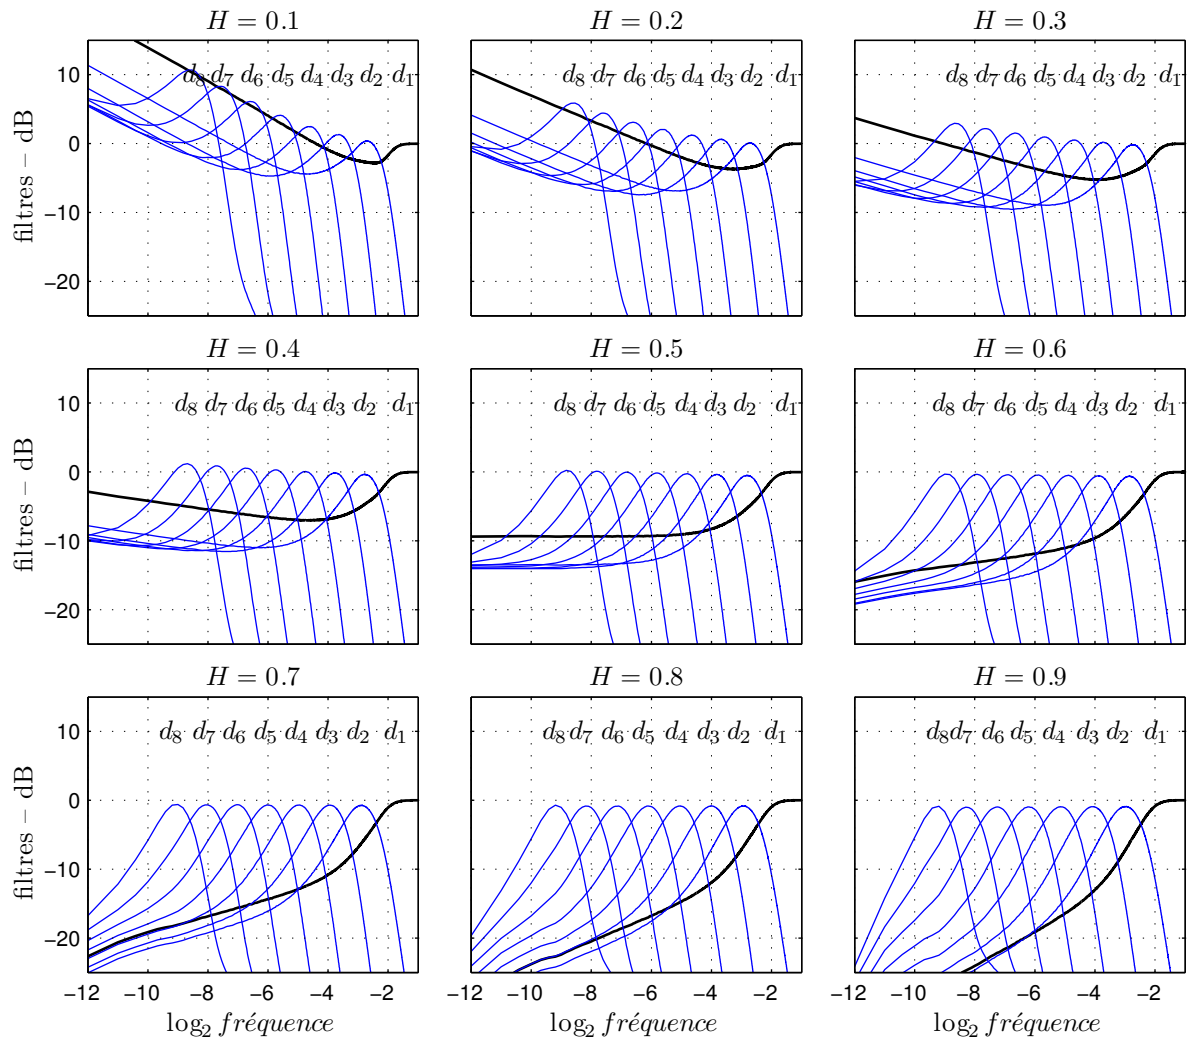 H = 0.1
H = 0.2
H = 0.3
filtres – dB
10
0
−10
−20
d8 d7 d6 d5 d4 d3 d2 d1
d8 d7 d6 d5 d4 d3 d2 d1
d8 d7 d6 d5 d4 d3 d2 d1
H = 0.4
H = 0.5
H = 0.6
filtres – dB
10
0
−10
−20
d8 d7 d6 d5 d4 d3 d2 d1
d8 d7 d6 d5 d4 d3 d2 d1
d8 d7 d6 d5 d4 d3 d2 d1
H = 0.7
H = 0.8
H = 0.9
filtres – dB
10
0
−10
−20
d8 d7 d6 d5 d4 d3 d2 d1
d8 d7 d6 d5 d4 d3 d2 d1
d8 d7 d6 d5 d4 d3 d2 d1
−12 −10 −8 −6 −4 −2
−12 −10 −8 −6 −4 −2
−12 −10 −8 −6 −4 −2
log2 fréquence
log2 fréquence
log2 fréquence